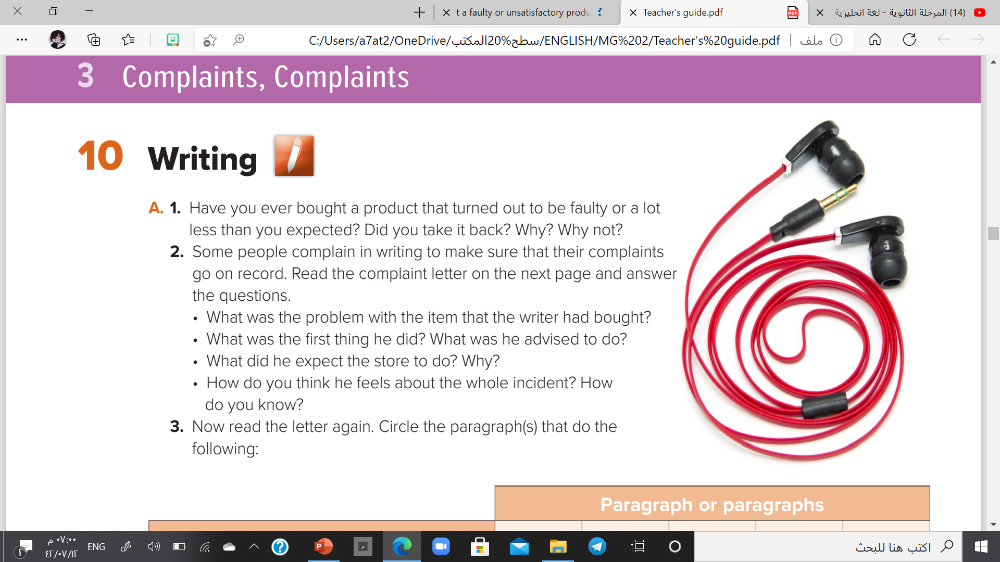 t a faulty or unsatisfactory produ
Teacher's guide.pdf
(14) المرحلة الثانوية - لغة انجليزية
C:/Users/a7at2/OneDrive/سطح%20المكتب/ENGLISH/MG%202/Teacher's%20guide.pdf
ملف
3 Complaints, Complaints
10 Writing
A. 1. Have you ever bought a product that turned out to be faulty or a lot
less than you expected? Did you take it back? Why? Why not?
2. Some people complain in writing to make sure that their complaints
go on record. Read the complaint letter on the next page and answer
the questions.
• What was the problem with the item that the writer had bought?
• What was the first thing he did? What was he advised to do?
• What did he expect the store to do? Why?
• How do you think he feels about the whole incident? How
do you know?
3. Now read the letter again. Circle the paragraph(s) that do the
following:
Paragraph or paragraphs
٠٧:٠٠ م
٤٢/٠٧/١٢
ENG
اكتب هنا للبحث